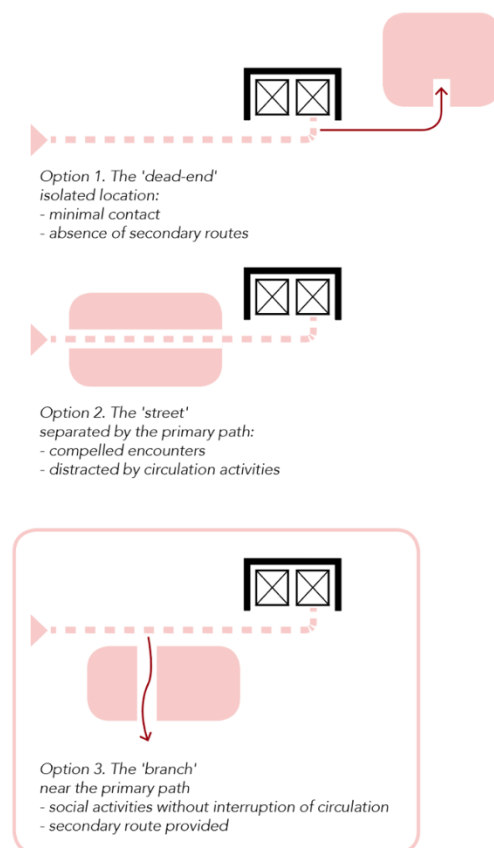 Option 1. The 'dead-end'
isolated location:
- minimal contact
- absence of secondary routes
Option 2. The 'street'
separated by the primary path:
- compelled encounters
- distracted by circulation activities
Option 3. The 'branch'
near the primary path
- social activities without interruption of circulation
- secondary route provided